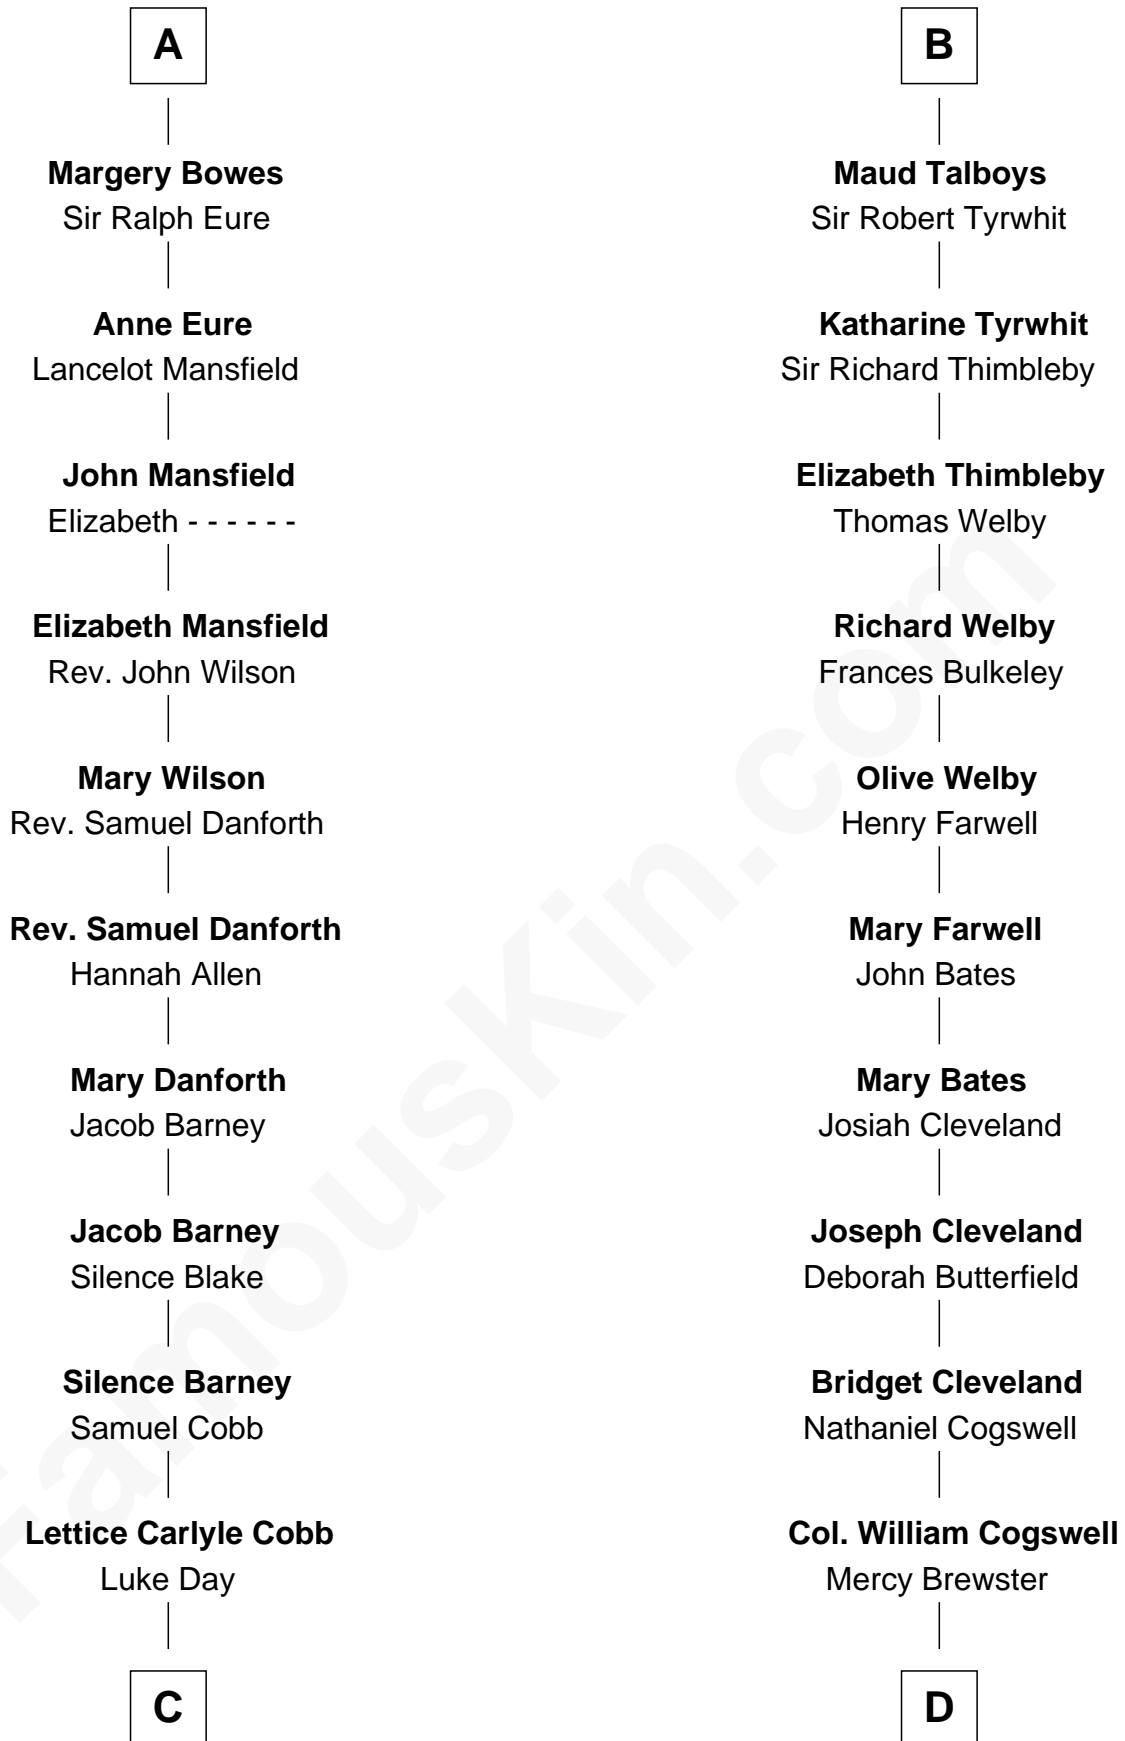 A
Margery Bowes
Sir Ralph Eure
Anne Eure
Lancelot Mansfield
John Mansfield
Elizabeth - - - - - -
Elizabeth Mansfield
Rev. John Wilson
Mary Wilson
Rev. Samuel Danforth
Rev. Samuel Danforth
Hannah Allen
Mary Danforth
Jacob Barney
Jacob Barney
Silence Blake
Silence Barney
Samuel Cobb
Lettice Carlyle Cobb
Luke Day
C
B
Maud Talboys
Sir Robert Tyrwhit
Katharine Tyrwhit
Sir Richard Thimbleby
Elizabeth Thimbleby
Thomas Welby
Richard Welby
Frances Bulkeley
Olive Welby
Henry Farwell
Mary Farwell
John Bates
Mary Bates
Josiah Cleveland
Joseph Cleveland
Deborah Butterfield
Bridget Cleveland
Nathaniel Cogswell
Col. William Cogswell
Mercy Brewster
D
FamousKin.com